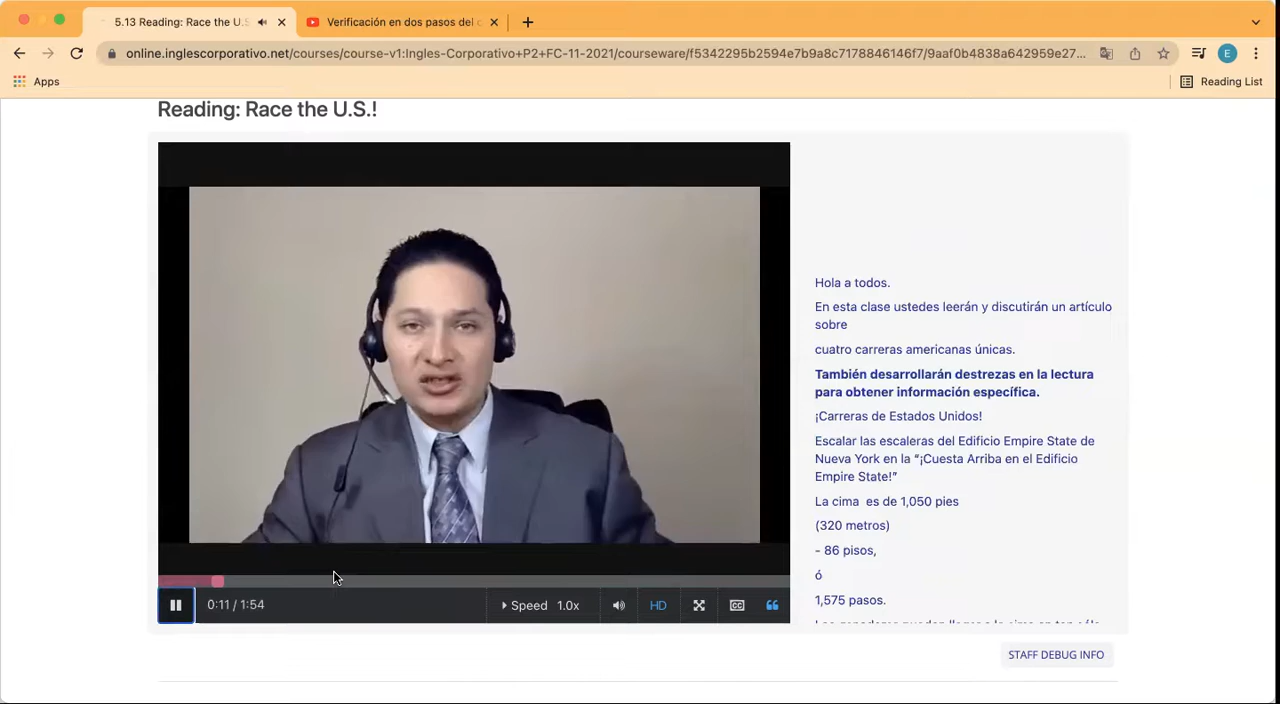 5.13 Reading: Race the U.S.
Verificación en dos pasos del
online.inglescorporativo.net/courses/course-v1:Ingles-Corporativo+P2+FC-11-2021/courseware/f5342295b2594e7b9a8c7178846146f7/9aaf0b4838a642959e27...
E
Apps
Reading List
Reading: Race the U.S.!
Hola a todos.
En esta clase ustedes leerán y discutirán un artículo
sobre
cuatro carreras americanas únicas.
También desarrollarán destrezas en la lectura
para obtener información específica.
¡Carreras de Estados Unidos!
Escalar las escaleras del Edificio Empire State de
Nueva York en la “¡Cuesta Arriba en el Edificio
Empire State!”
La cima es de 1,050 pies
(320 metros)
- 86 pisos,
ó
1,575 pasos.
0:11 / 1:54
Speed 1.0x
HD
CC
STAFF DEBUG INFO